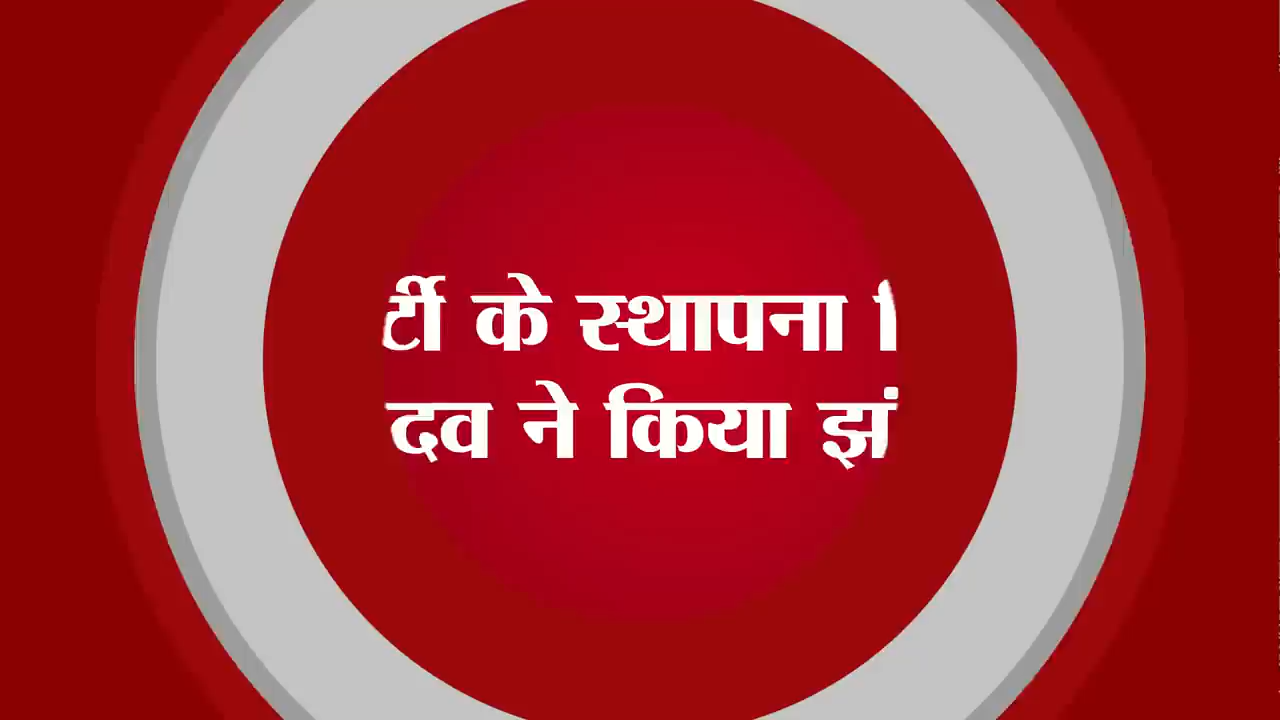 र्टी के स्थापना
दव ने किया झं